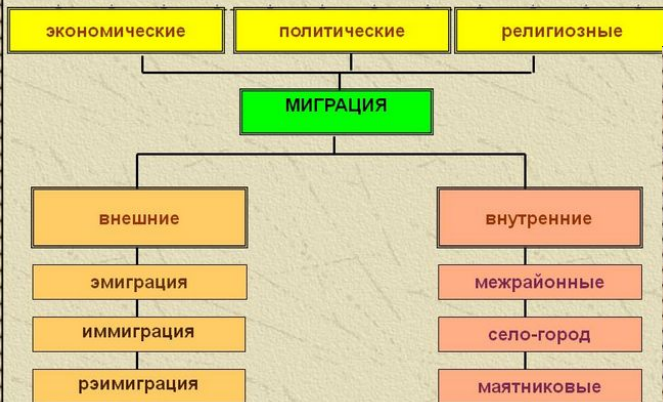 экономические
политические
религиозные
МИГРАЦИЯ
внешние
внутренние
эмиграция
межрайонные
иммиграция
село-город
рэимиграция
маятниковые